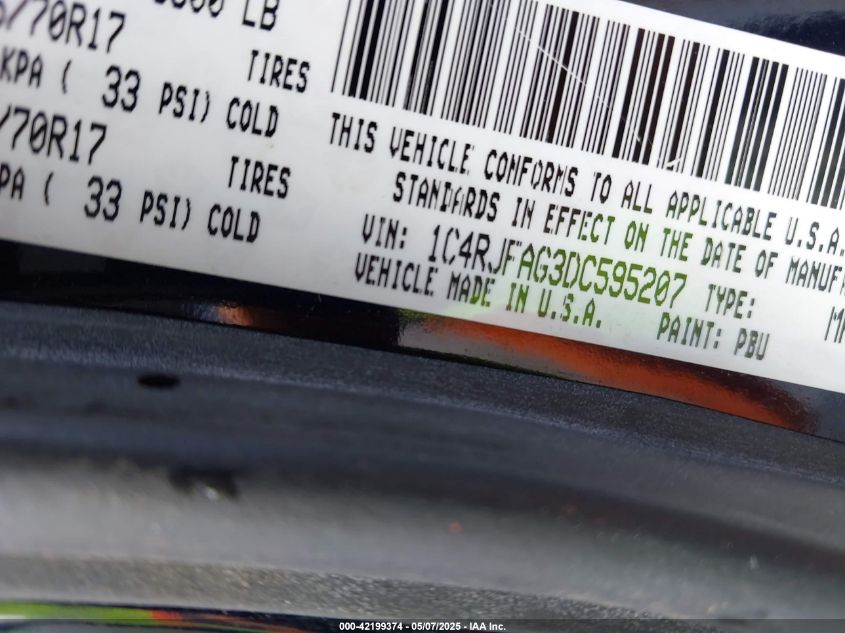 LB
/70R17
TIRES
KPA ( 33 PSI) COLD
/70R17
TIRES
PA ( 33 PSI) COLD
THIS VEHICLE CONFORMS TO ALL APPLICABLE U.S.A.
STANDARDS IN EFFECT ON THE DATE OF MANUFA
VIN: 1C4RJFAG3DC595207 TYPE:
VEHICLE MADE IN U.S.A. PAINT: PBU
000-42199374 - 05/07/2025 - IAA Inc.